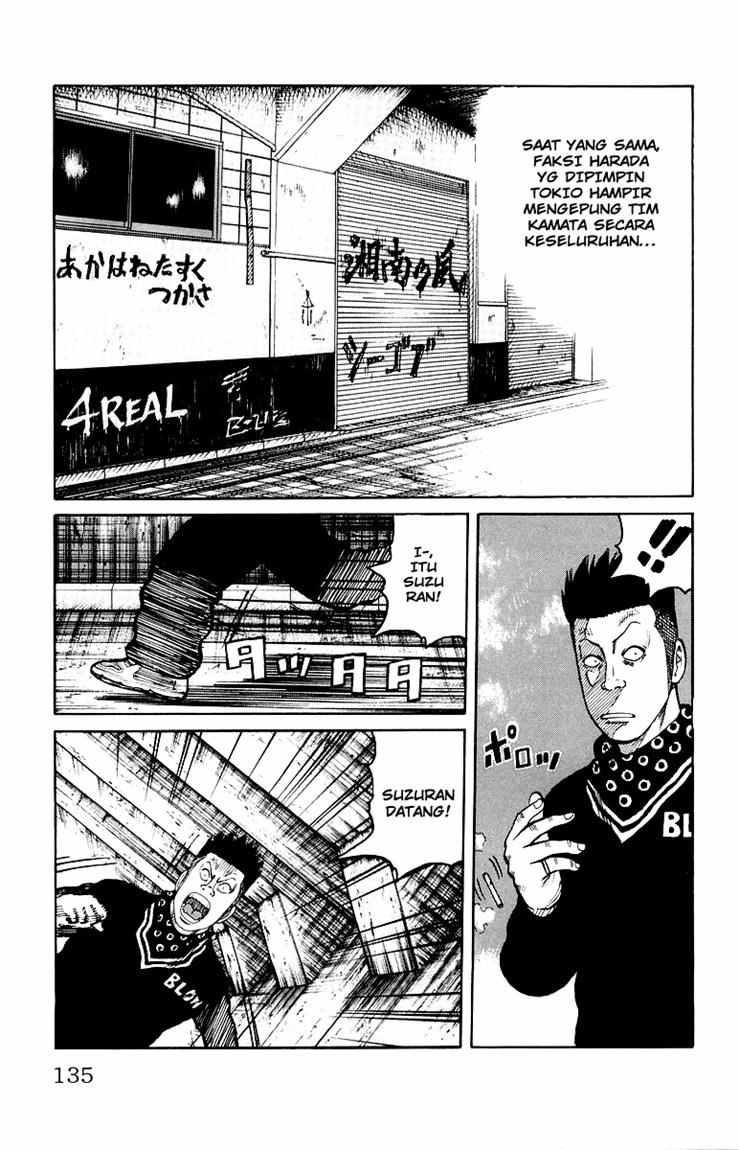 SAAT YANG SAMA,
FAKSI HARADA
YG DIPIMPIN
TOKIO HAMPIR
MENGEPUNG TIM
KAMATA SECARA
KESELURUHAN...
あかはねたすく
つかさ
湘南の風
ツーゴブ
4REAL
!!
ポロッ
BL
I-,
ITU
SUZU
RAN!
タッタタ
SUZURAN
DATANG!
BLOW
135